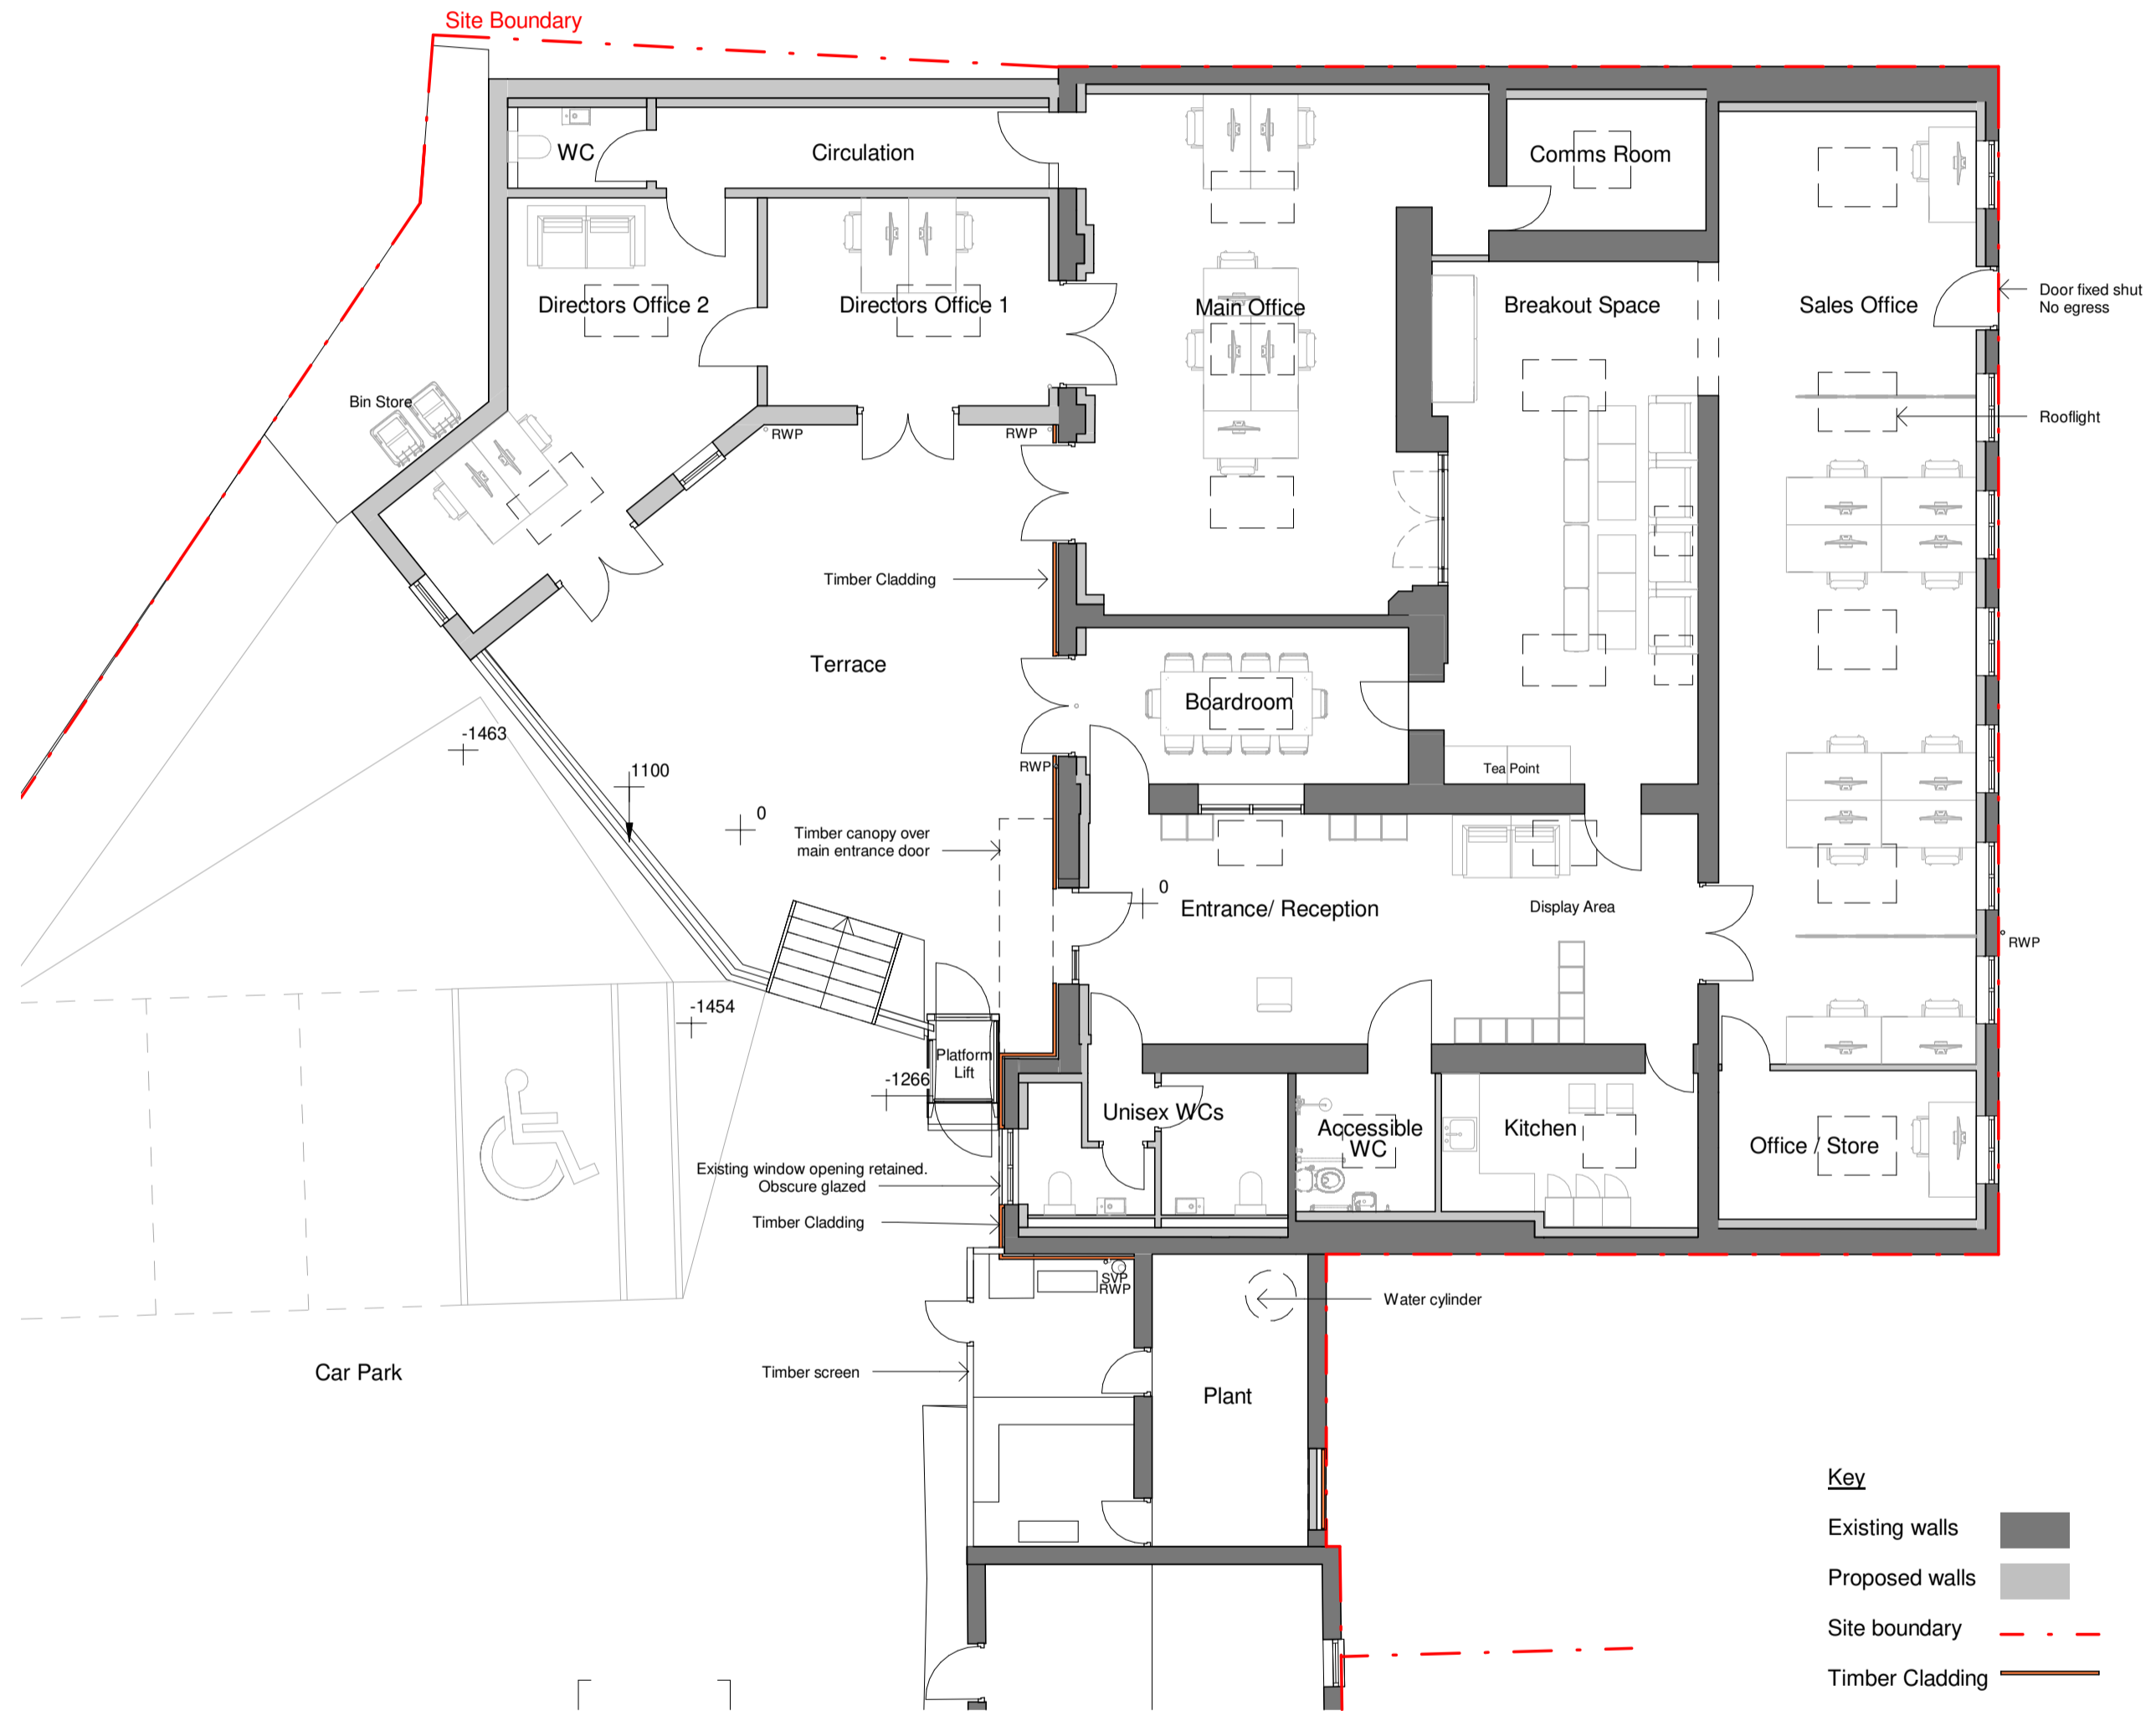 Site Boundary
WC
Circulation
Comms Room
Directors Office 2
Directors Office 1
Main Office
Breakout Space
Sales Office
Door fixed shut
No egress
Bin Store
RWP
RWP
Rooflight
Timber Cladding
Terrace
Boardroom
-1463
1100
RWP
Tea Point
0
Timber canopy over
main entrance door
0
Entrance/ Reception
Display Area
RWP
-1454
Platform
Lift
-1266
Unisex WCs
Accessible
WC
Kitchen
Office / Store
Existing window opening retained.
Obscure glazed
Timber Cladding
SVP
RWP
Water cylinder
Car Park
Timber screen
Plant
Key
Existing walls
Proposed walls
Site boundary
Timber Cladding